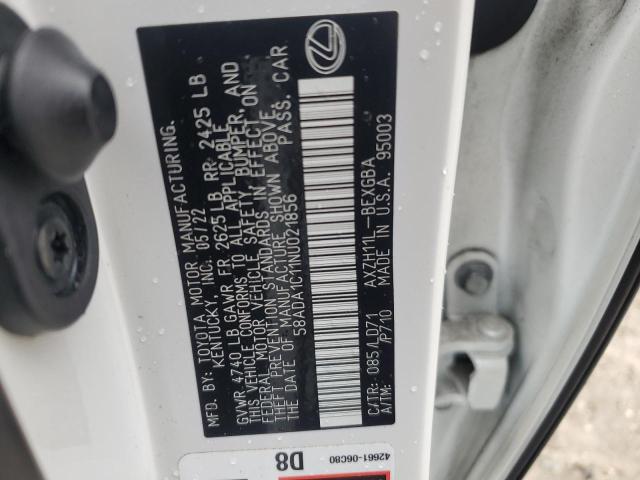 MFD. BY: TOYOTA MOTOR MANUFACTURING.
KENTUCKY, INC. 05/22
GVWR 4740 LB GAWR FR 2625 LB RR 2425 LB
THIS VEHICLE CONFORMS TO ALL APPLICABLE
FEDERAL MOTOR VEHICLE SAFETY, BUMPER, AND
THEFT PREVENTION STANDARDS IN EFFECT ON
THE DATE OF MANUFACTURE SHOWN ABOVE.
58ADA1C11NU021856 PASS. CAR
C/TR: 085/LD71 AXZH11L-BEXGBA
A/TM: /P710 MADE IN U.S.A. 95003
42661-06C80
D8